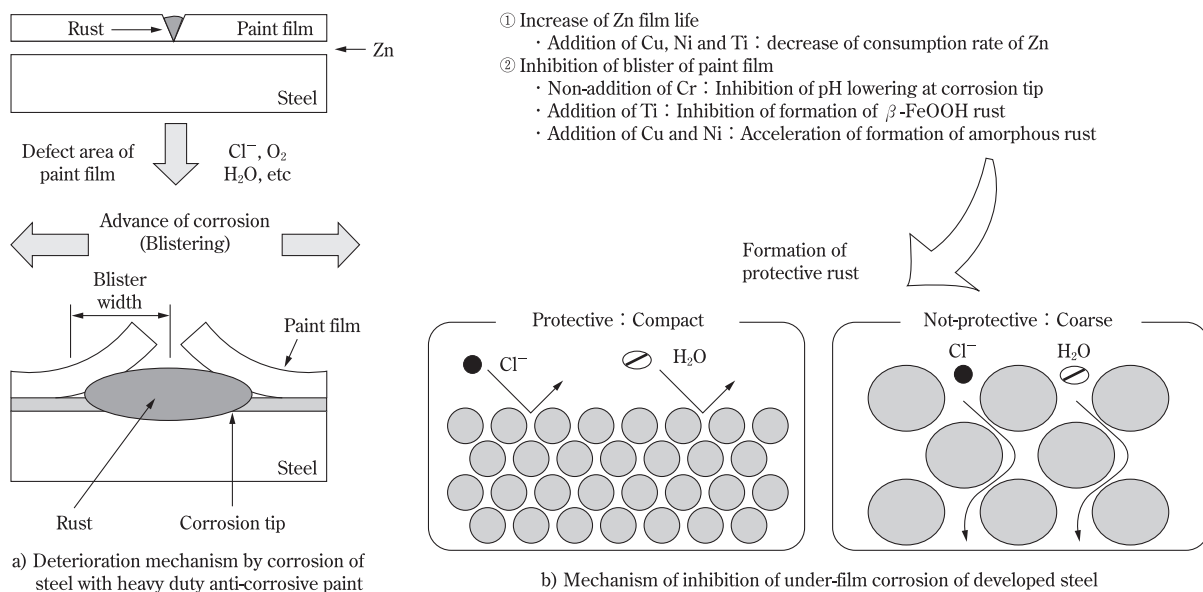 Rust
Paint film
Zn
Steel
Defect area of
paint film
Cl⁻, O₂
H₂O, etc
Advance of corrosion
(Blistering)
Blister
width
Paint film
Steel
Rust
Corrosion tip
a) Deterioration mechanism by corrosion of
steel with heavy duty anti-corrosive paint
① Increase of Zn film life
・Addition of Cu, Ni and Ti：decrease of consumption rate of Zn
② Inhibition of blister of paint film
・Non-addition of Cr：Inhibition of pH lowering at corrosion tip
・Addition of Ti：Inhibition of formation of β-FeOOH rust
・Addition of Cu and Ni：Acceleration of formation of amorphous rust
Formation of
protective rust
Protective：Compact
Cl⁻
H₂O
Not-protective：Coarse
Cl⁻
H₂O
b) Mechanism of inhibition of under-film corrosion of developed steel